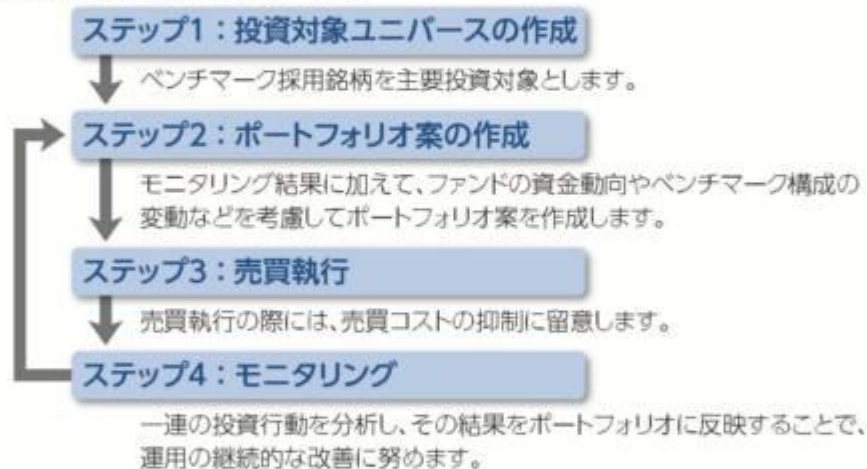 ステップ1：投資対象ユニバースの作成
ベンチマーク採用銘柄を主要投資対象とします。
ステップ2：ポートフォリオ案の作成
モニタリング結果に加えて、ファンドの資金動向やベンチマーク構成の
変動などを考慮してポートフォリオ案を作成します。
ステップ3：売買執行
売買執行の際には、売買コストの抑制に留意します。
ステップ4：モニタリング
一連の投資行動を分析し、その結果をポートフォリオに反映することで、
運用の継続的な改善に努めます。